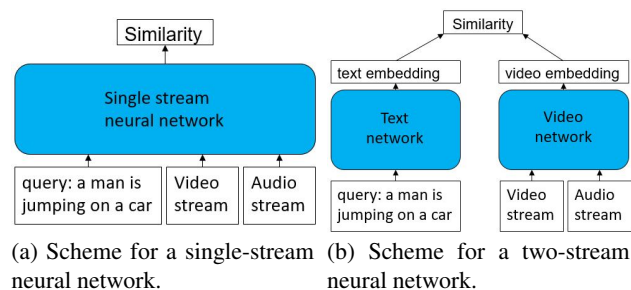 Similarity
Single stream
neural network
query: a man is
jumping on a car
Video
stream
Audio
stream
(a) Scheme for a single-stream
neural network.
Similarity
text embedding
video embedding
Text
network
Video
network
query: a man is
jumping on a car
Video
stream
Audio
stream
(b) Scheme for a two-stream
neural network.